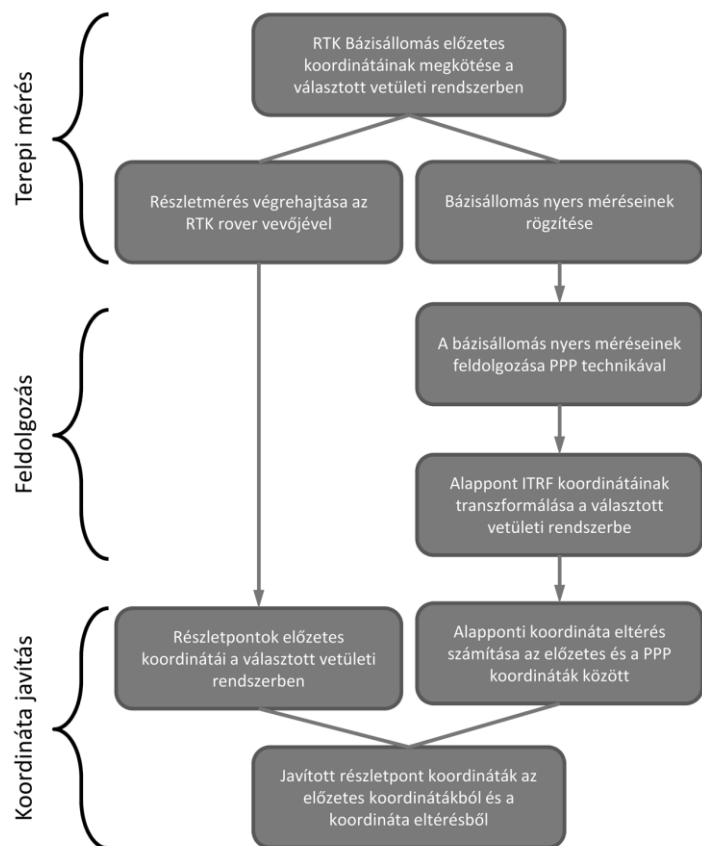 Terepi mérés
RTK Bázisállomás előzetes
koordinátáinak megkötése a
választott vetületi rendszerben
Részletmérés végrehajtása az
RTK rover vevőjével
Bázisállomás nyers méréseinek
rögzítése
Feldolgozás
A bázisállomás nyers méréseinek
feldolgozása PPP technikával
Alappont ITRF koordinátáinak
transzformálása a választott
vetületi rendszerbe
Koordináta javítás
Részletpontok előzetes
koordinátái a választott vetületi
rendszerben
Alapponti koordináta eltérés
számítása az előzetes és a PPP
koordináták között
Javított részletpont koordináták az
előzetes koordinátákból és a
koordináta eltérésből